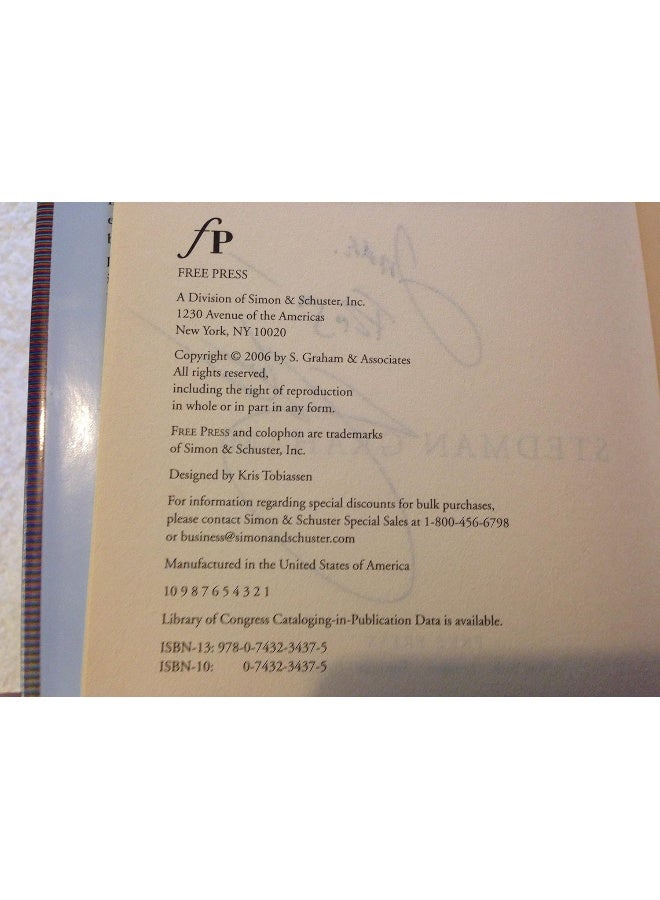 fP
FREE PRESS
A Division of Simon & Schuster, Inc.
1230 Avenue of the Americas
New York, NY 10020
Copyright © 2006 by S. Graham & Associates
All rights reserved,
including the right of reproduction
in whole or in part in any form.
FREE PRESS and colophon are trademarks
of Simon & Schuster, Inc.
Designed by Kris Tobiassen
For information regarding special discounts for bulk purchases,
please contact Simon & Schuster Special Sales at 1-800-456-6798
or business@simonandschuster.com
Manufactured in the United States of America
10 9 8 7 6 5 4 3 2 1
Library of Congress Cataloging-in-Publication Data is available.
ISBN-13: 978-0-7432-3437-5
ISBN-10: 0-7432-3437-5
STEDMAN GRAHAM